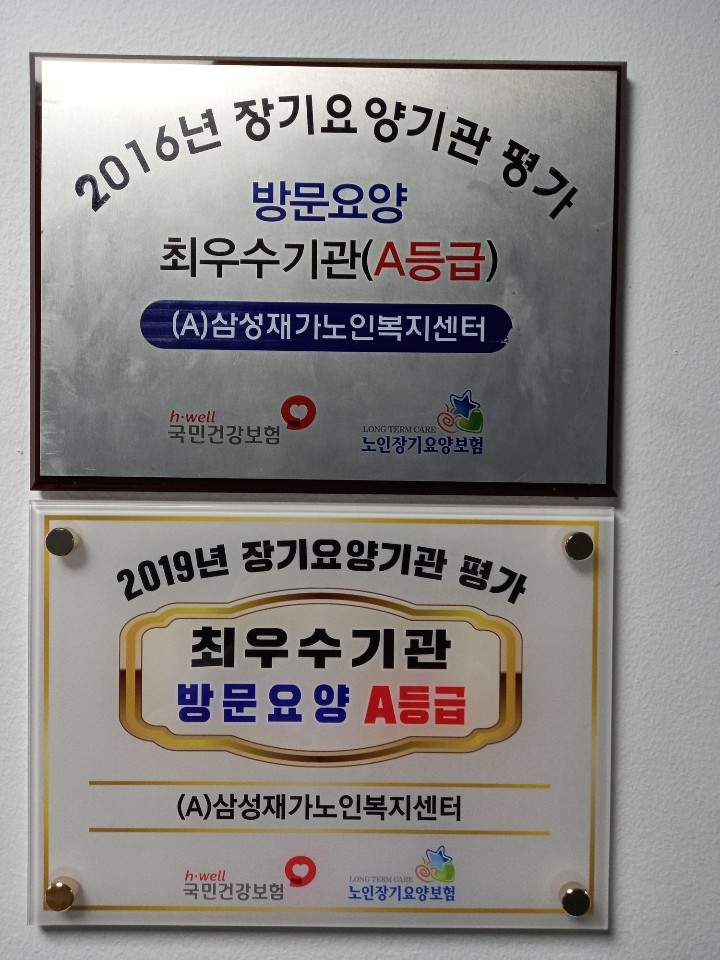 2016년 장기요양기관 평가
방문요양
최우수기관(A등급)
(A)삼성재가노인복지센터
h·well
국민건강보험
LONG TERM CARE
노인장기요양보험
2019년 장기요양기관 평가
최우수기관
방문요양 A등급
(A)삼성재가노인복지센터
h·well
국민건강보험
LONG TERM CARE
노인장기요양보험